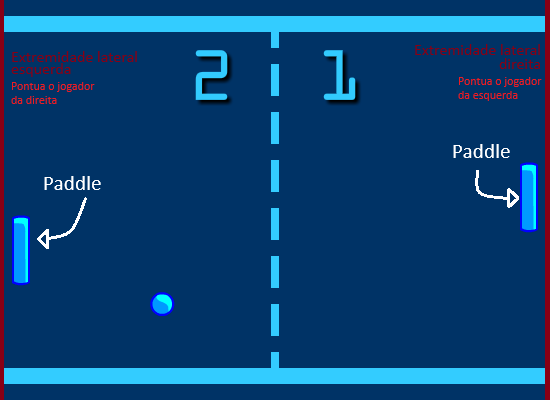 Extremidade lateral
esquerda
Pontua o jogador
da direita
2 1
Extremidade lateral
direita
Pontua o jogador
da esquerda
Paddle
Paddle